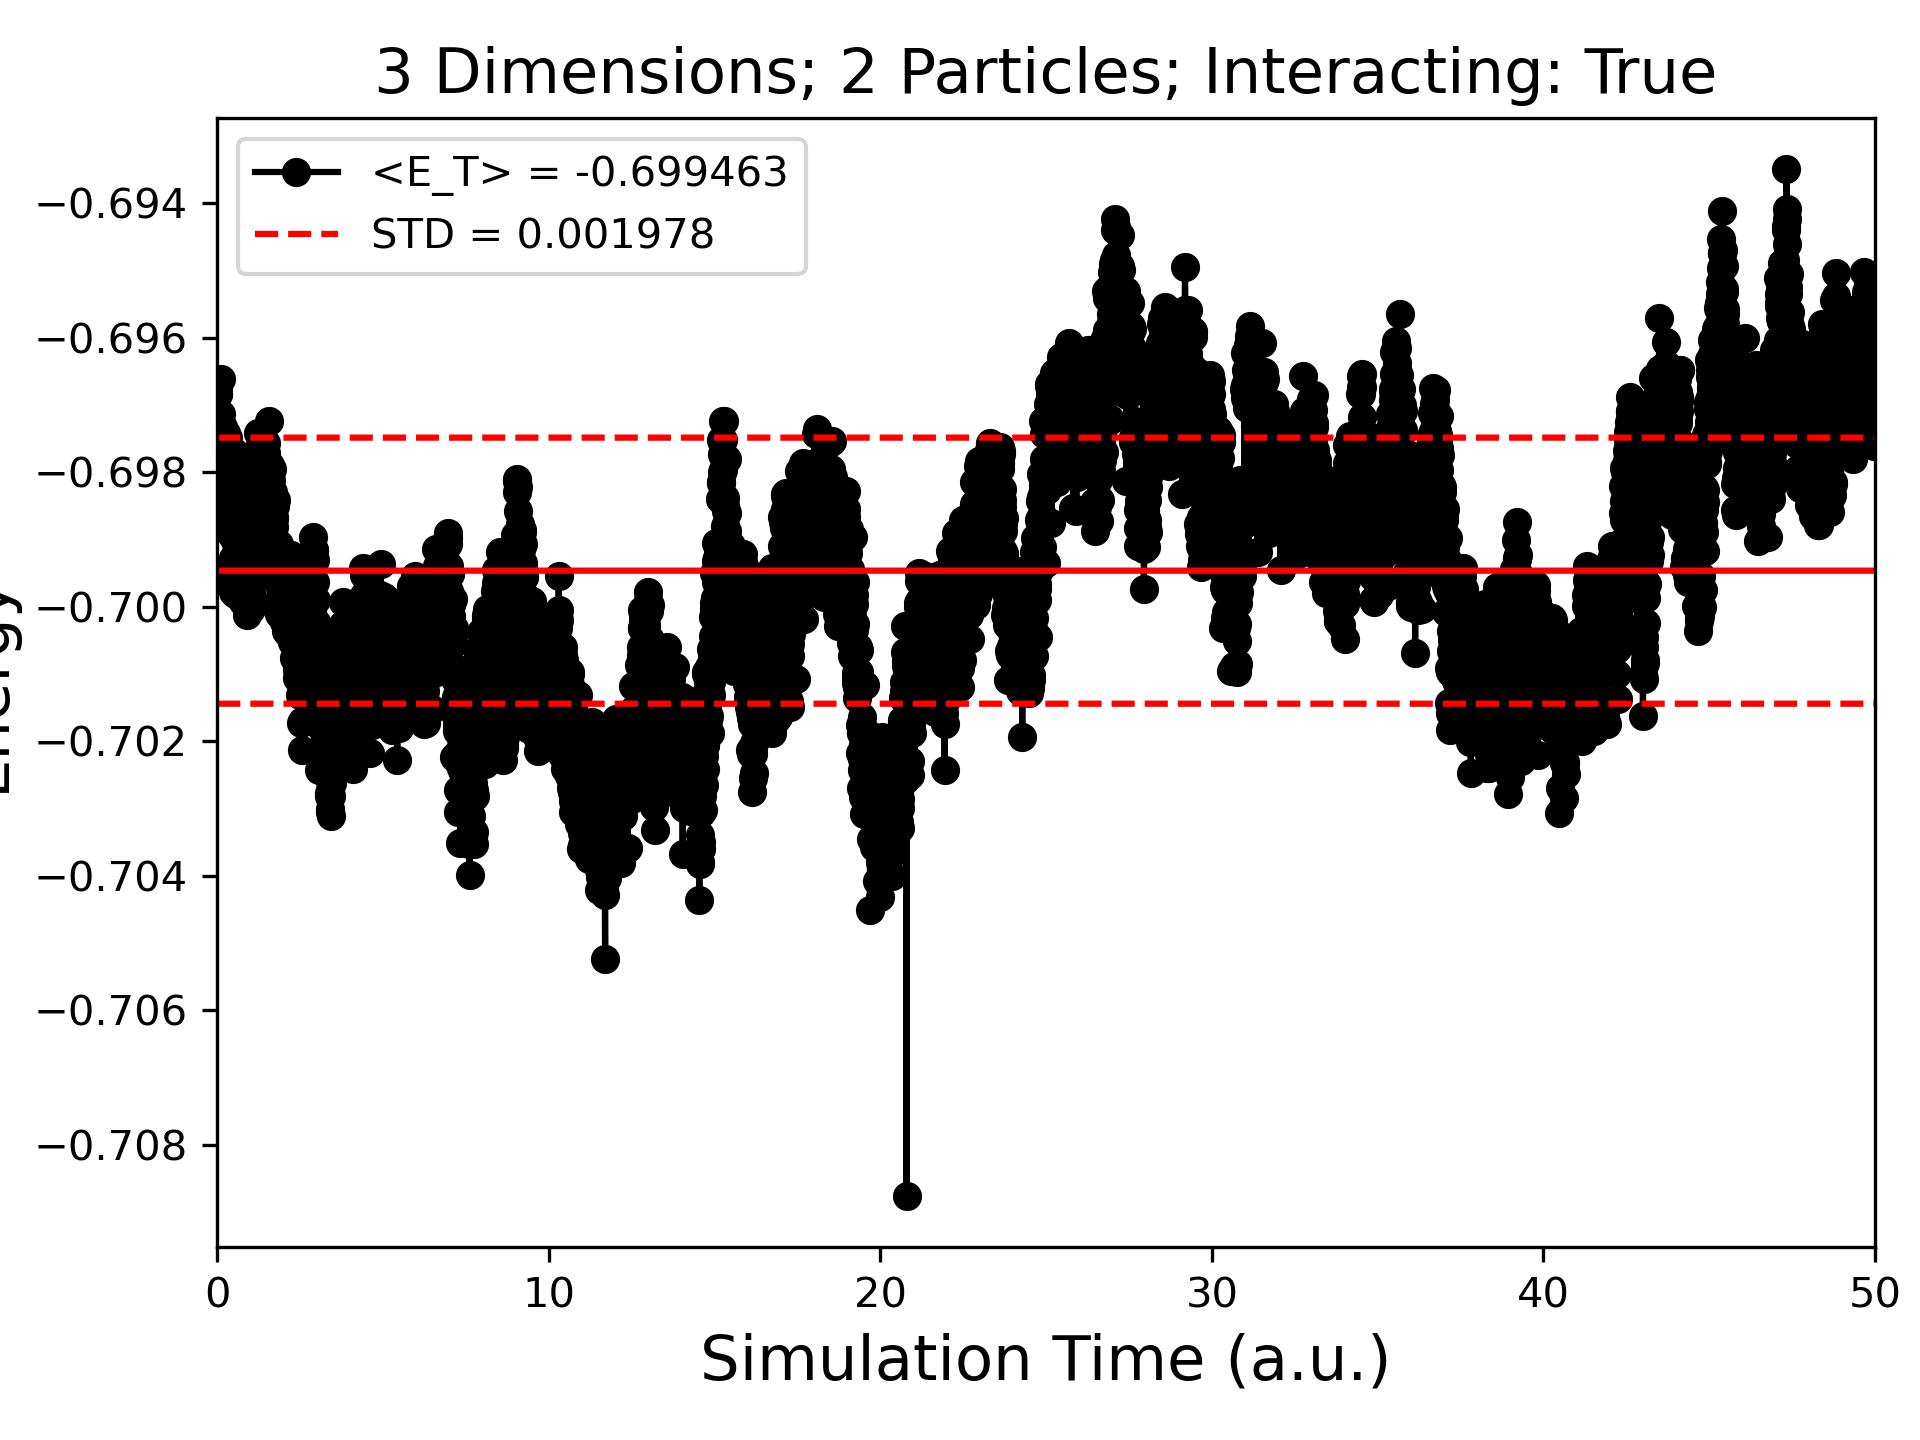 3 Dimensions; 2 Particles; Interacting: True
<E_T> = -0.699463
STD = 0.001978
−0.694
−0.696
−0.698
−0.700
−0.702
−0.704
−0.706
−0.708
Energy
0 10 20 30 40 50
Simulation Time (a.u.)